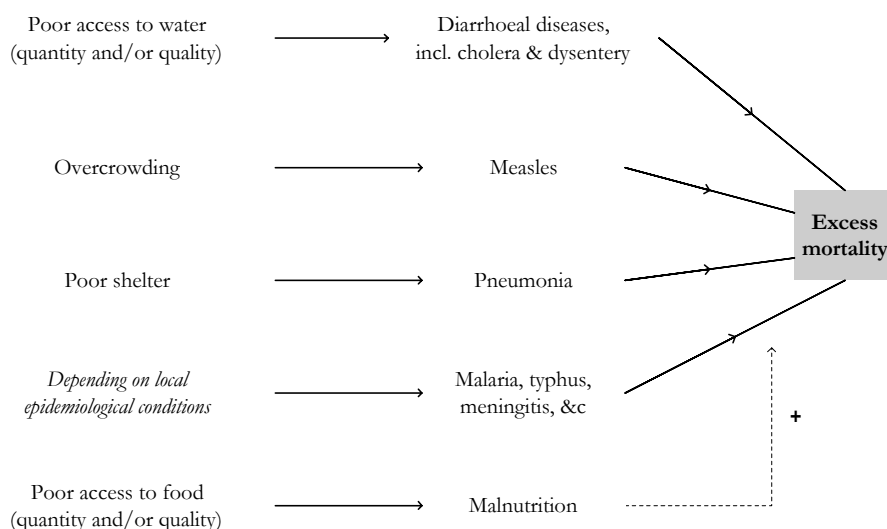 Poor access to water
(quantity and/or quality)
Diarrhoeal diseases,
incl. cholera & dysentery
Overcrowding
Measles
Excess
mortality
Poor shelter
Pneumonia
Depending on local
epidemiological conditions
Malaria, typhus,
meningitis, &c
+
Poor access to food
(quantity and/or quality)
Malnutrition